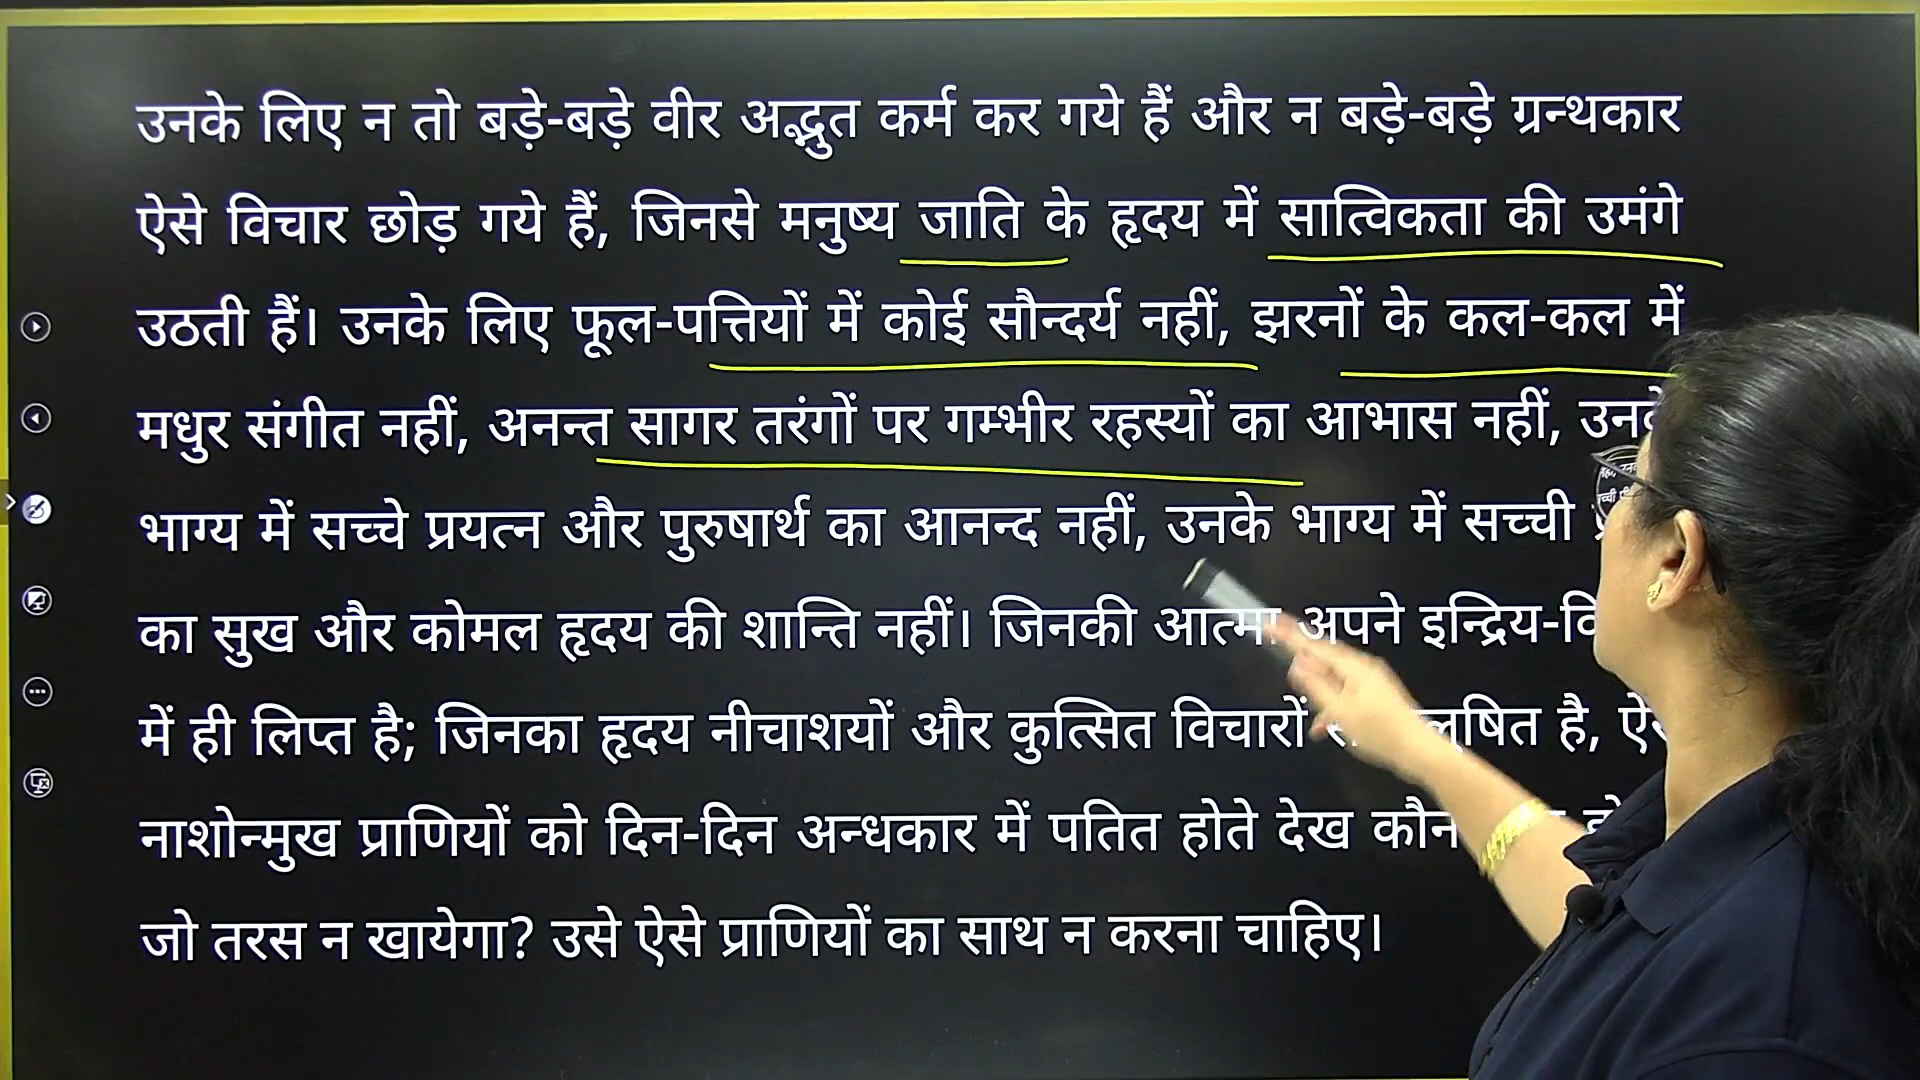 उनके लिए न तो बड़े-बड़े वीर अद्भुत कर्म कर गये हैं और न बड़े-बड़े ग्रन्थकार
ऐसे विचार छोड़ गये हैं, जिनसे मनुष्य जाति के हृदय में सात्विकता की उमंगे
उठती हैं। उनके लिए फूल-पत्तियों में कोई सौन्दर्य नहीं, झरनों के कल-कल में
मधुर संगीत नहीं, अनन्त सागर तरंगों पर गम्भीर रहस्यों का आभास नहीं,
भाग्य में सच्चे प्रयत्न और पुरुषार्थ का आनन्द नहीं, उनके भाग्य में सच्ची
का सुख और कोमल हृदय की शान्ति नहीं। जिनकी आत्मा अपने
में ही लिप्त है; जिनका हृदय नीचाशयों और कुत्सित विचारों है,
नाशोन्मुख प्राणियों को दिन-दिन अन्धकार में पतित होते देख कौन
जो तरस न खायेगा? उसे ऐसे प्राणियों का साथ न करना चाहिए।